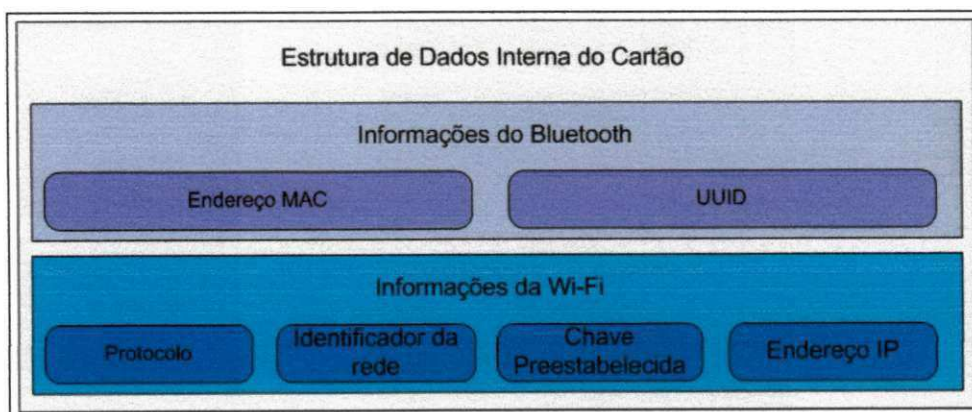 Estrutura de Dados Interna do Cartão
Informações do Bluetooth
Endereço MAC
UUID
Informações da Wi-Fi
Protocolo
Identificador da
rede
Chave
Preestabelecida
Endereço IP